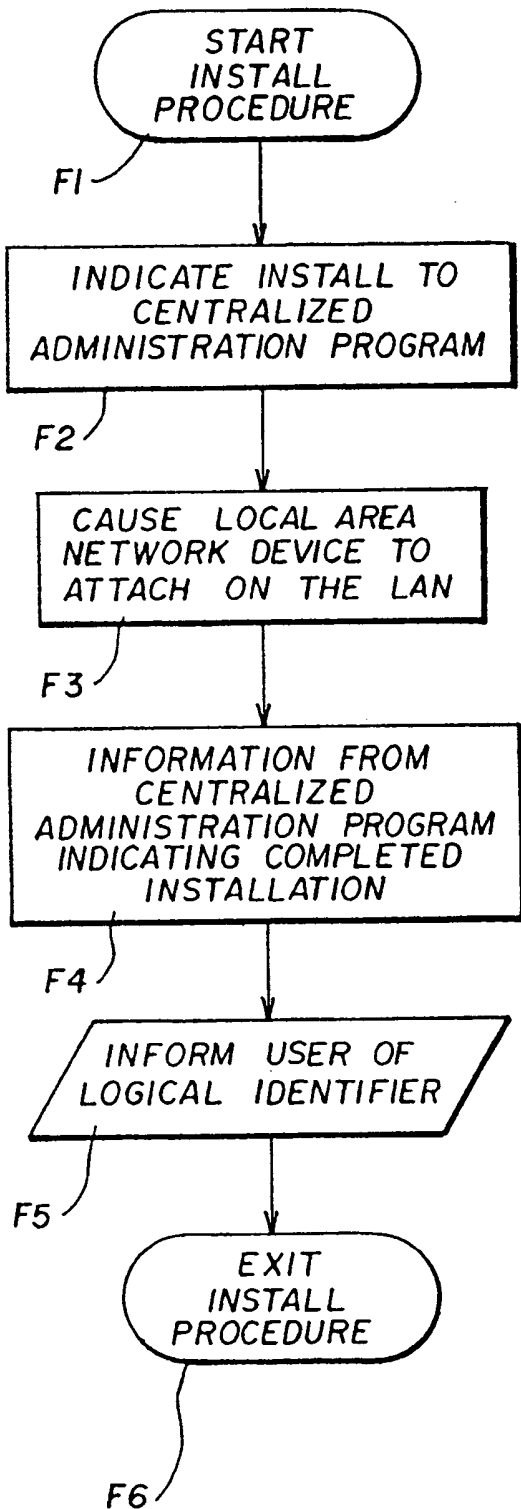 START
INSTALL
PROCEDURE
F1
INDICATE INSTALL TO
CENTRALIZED
ADMINISTRATION PROGRAM
F2
CAUSE LOCAL AREA
NETWORK DEVICE TO
ATTACH ON THE LAN
F3
INFORMATION FROM
CENTRALIZED
ADMINISTRATION PROGRAM
INDICATING COMPLETED
INSTALLATION
F4
INFORM USER OF
LOGICAL IDENTIFIER
F5
EXIT
INSTALL
PROCEDURE
F6